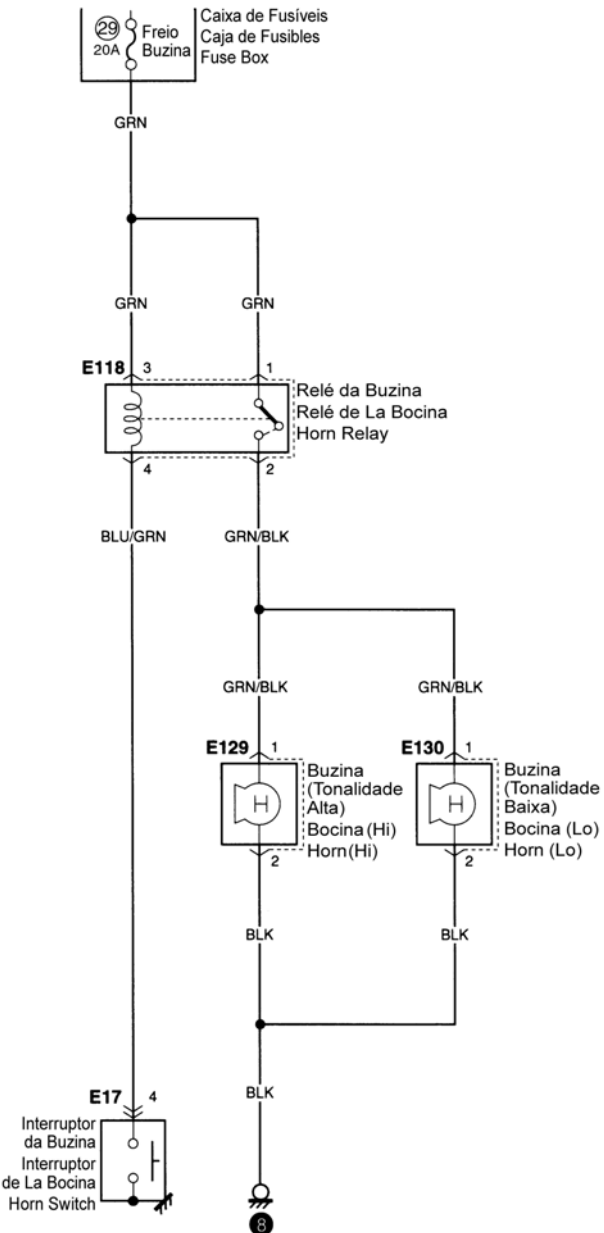 29
20A
Freio
Buzina
Caixa de Fusíveis
Caja de Fusibles
Fuse Box
GRN
GRN
GRN
E118
3
1
Relé da Buzina
Relé de La Bocina
Horn Relay
4
2
BLU/GRN
GRN/BLK
GRN/BLK
GRN/BLK
E129
1
E130
1
H
Buzina
(Tonalidade
Alta)
Bocina (Hi)
Horn(Hi)
H
Buzina
(Tonalidade
Baixa)
Bocina (Lo)
Horn (Lo)
2
2
BLK
BLK
BLK
E17
4
Interruptor
da Buzina
Interruptor
de La Bocina
Horn Switch
8